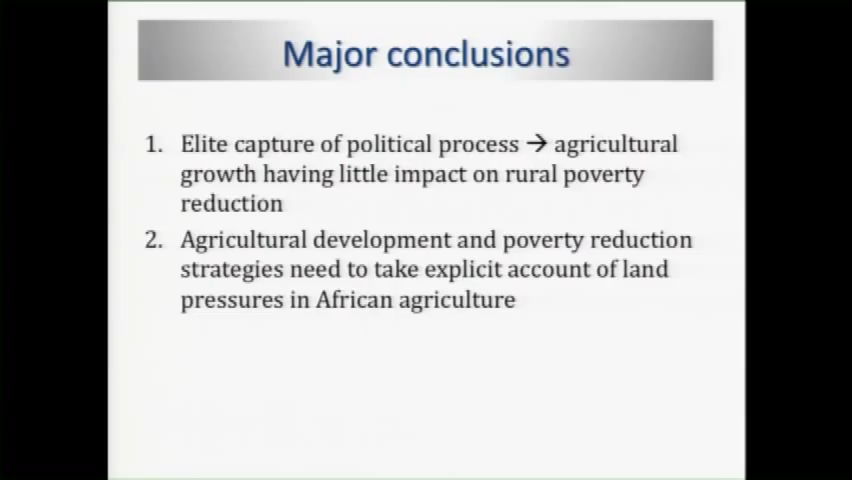 Major conclusions
1. Elite capture of political process → agricultural
growth having little impact on rural poverty
reduction
2. Agricultural development and poverty reduction
strategies need to take explicit account of land
pressures in African agriculture